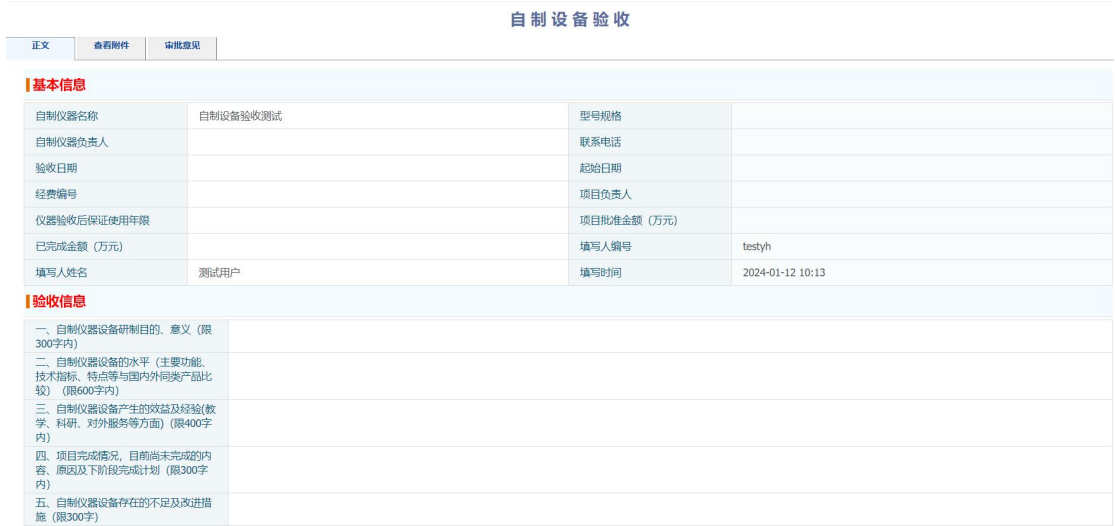 自制设备验收
正文 查看附件 审批意见
基本信息
自制仪器名称 自制设备验收测试 型号规格
自制仪器负责人 联系电话
验收日期 起始日期
经费编号 项目负责人
仪器验收后保证使用年限 项目批准金额（万元）
已完成金额（万元） 填写人编号 testyh
填写人姓名 测试用户 填写时间 2024-01-12 10:13
验收信息
一、自制仪器设备研制目的、意义（限
300字内）
二、自制仪器设备的水平（主要功能、
技术指标、特点等与国内外同类产品比
较）（限600字内）
三、自制仪器设备产生的效益及经验(教
学、科研、对外服务等方面)（限400字
内）
四、项目完成情况，目前尚未完成的内
容、原因及下阶段完成计划（限300字
内）
五、自制仪器设备存在的不足及改进措
施（限300字）